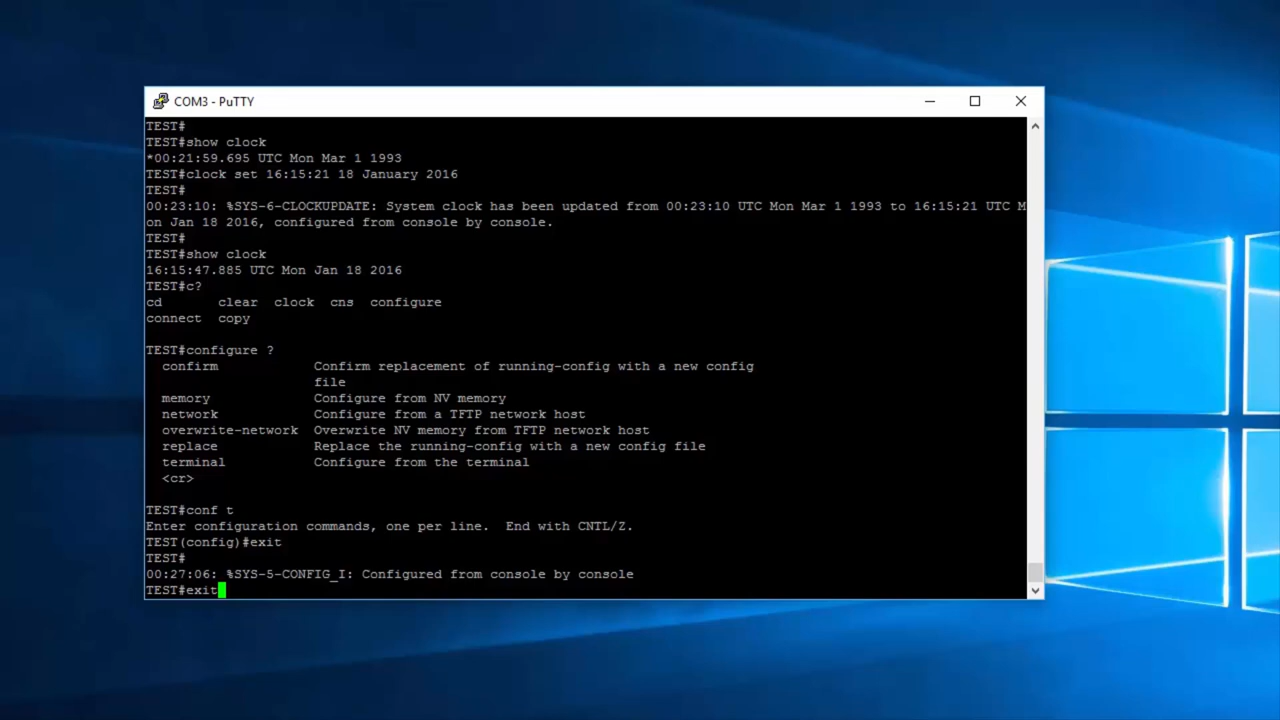 COM3 - PuTTY
TEST#
TEST#show clock
*00:21:59.695 UTC Mon Mar 1 1993
TEST#clock set 16:15:21 18 January 2016
TEST#
00:23:10: %SYS-6-CLOCKUPDATE: System clock has been updated from 00:23:10 UTC Mon Mar 1 1993 to 16:15:21 UTC M
on Jan 18 2016, configured from console by console.
TEST#
TEST#show clock
16:15:47.885 UTC Mon Jan 18 2016
TEST#c?
cd       clear  clock  cns  configure
connect  copy
TEST#configure ?
  confirm            Confirm replacement of running-config with a new config
                     file
  memory             Configure from NV memory
  network            Configure from a TFTP network host
  overwrite-network  Overwrite NV memory from TFTP network host
  replace            Replace the running-config with a new config file
  terminal           Configure from the terminal
  <cr>
TEST#conf t
Enter configuration commands, one per line.  End with CNTL/Z.
TEST(config)#exit
TEST#
00:27:06: %SYS-5-CONFIG_I: Configured from console by console
TEST#exit